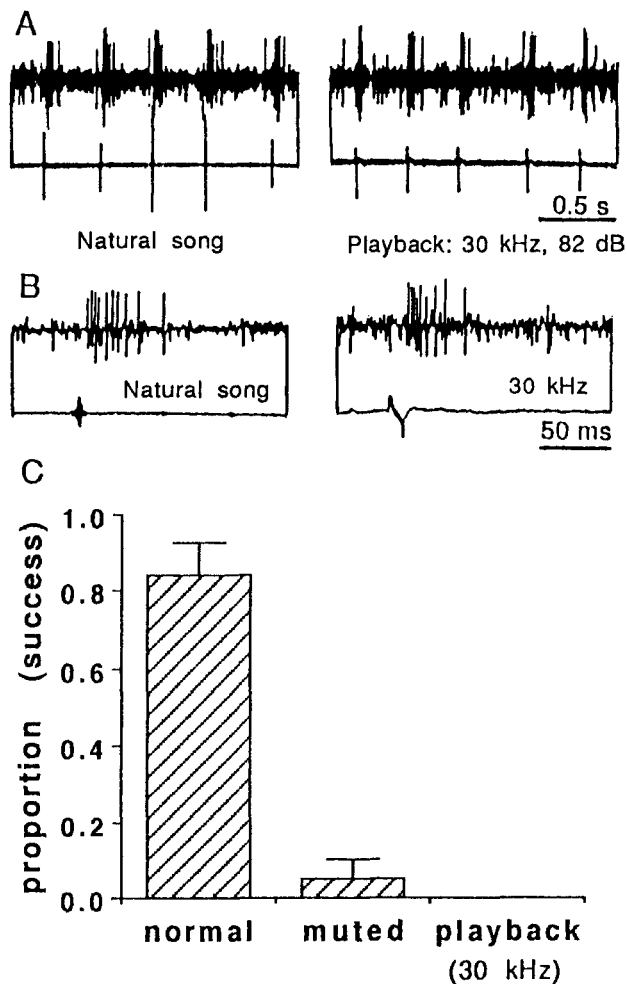 A
0.5 s
Natural song
Playback: 30 kHz, 82 dB
B
Natural song
30 kHz
50 ms
C
proportion (success)
1.0
0.8
0.6
0.4
0.2
0.0
normal muted playback
(30 kHz)